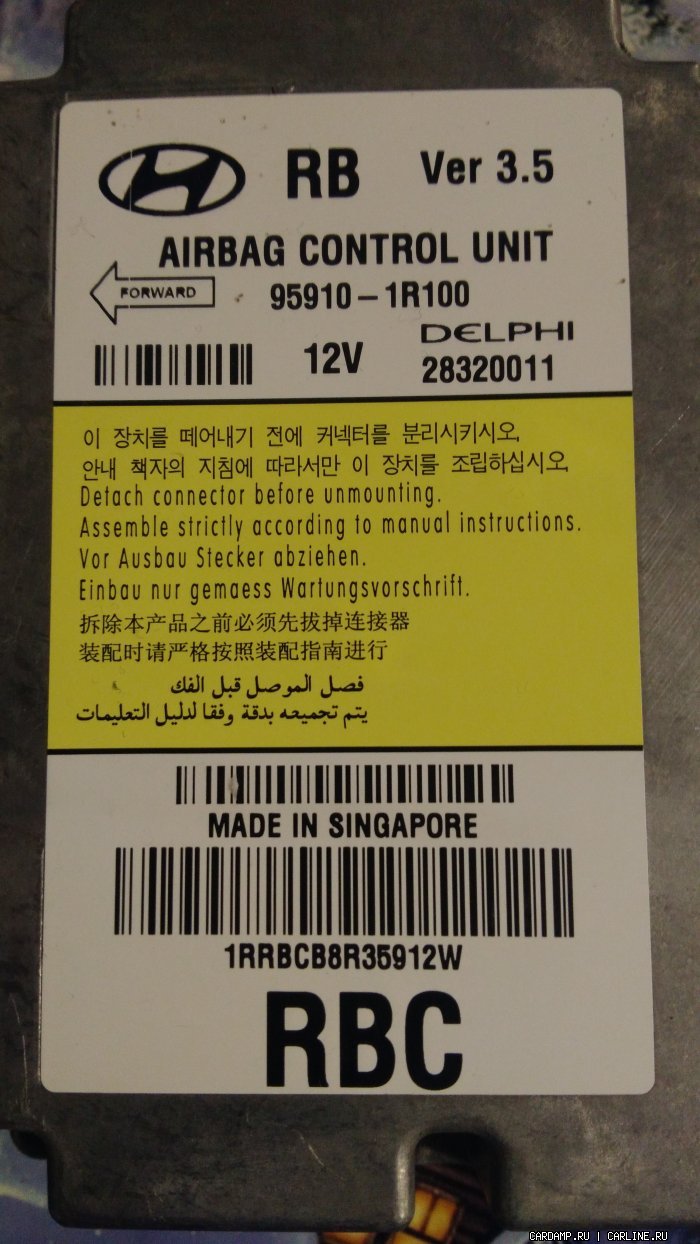 RB Ver 3.5
AIRBAG CONTROL UNIT
FORWARD 95910-1R100
12V DELPHI
28320011
이 장치를 떼어내기 전에 커넥터를 분리시키시오.
안내 책자의 지침에 따라서만 이 장치를 조립하십시오.
Detach connector before unmounting.
Assemble strictly according to manual instructions.
Vor Ausbau Stecker abziehen.
Einbau nur gemaess Wartungsvorschrift.
拆除本产品之前必须先拔掉连接器
装配时请严格按照装配指南进行
فصل الموصل قبل الفك
يتم تجميعه بدقة وفقا لدليل التعليمات
MADE IN SINGAPORE
1RRBCB8R35912W
RBC
CARDAMP.RU | CARLINE.RU